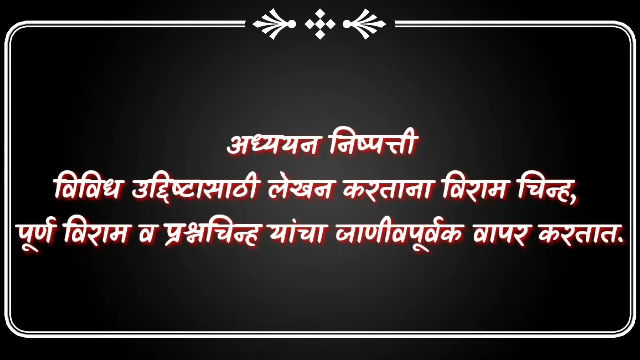 अध्ययन निष्पत्ती
विविध उद्दिष्टासाठी लेखन करताना विराम चिन्ह,
पूर्ण विराम व प्रश्नचिन्ह यांचा जाणीवपूर्वक वापर करतात.